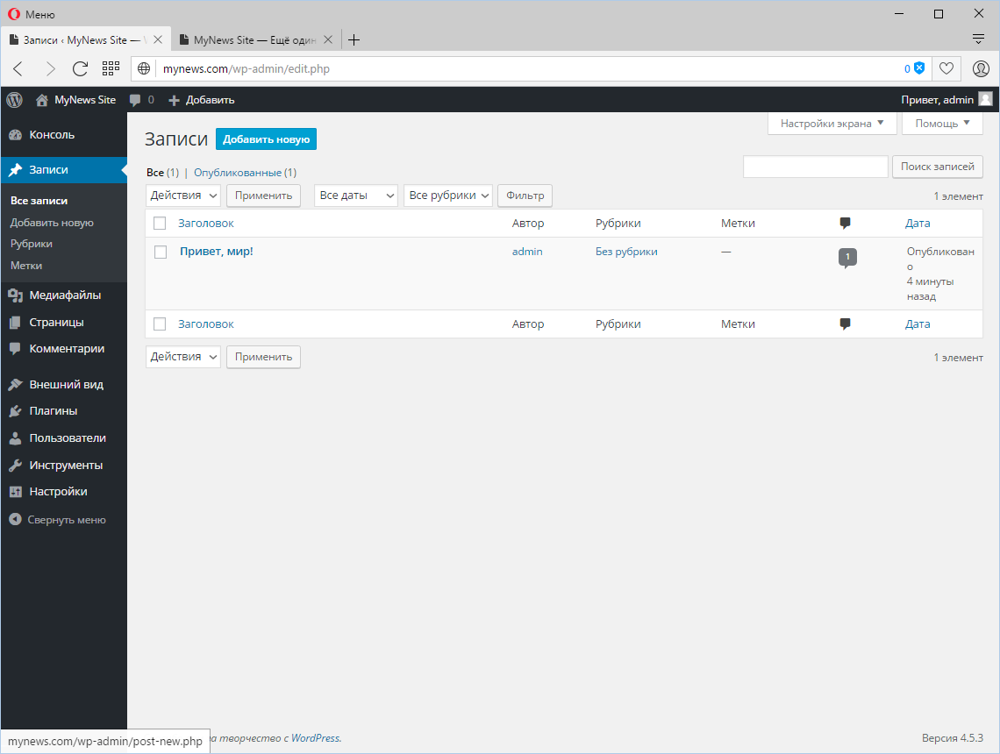 Меню
Записи ‹ MyNews Site —
MyNews Site — Ещё один
mynews.com/wp-admin/edit.php
0
MyNews Site
0
Добавить
Привет, admin
Консоль
Записи
Все записи
Добавить новую
Рубрики
Метки
Медиафайлы
Страницы
Комментарии
Внешний вид
Плагины
Пользователи
Инструменты
Настройки
Свернуть меню
Настройки экрана
Помощь
Записи
Добавить новую
Все (1) | Опубликованные (1)
Поиск записей
Действия
Применить
Все даты
Все рубрики
Фильтр
1 элемент
Заголовок
Автор
Рубрики
Метки
Дата
Привет, мир!
admin
Без рубрики
—
1
Опубликован
о
4 минуты
назад
Заголовок
Автор
Рубрики
Метки
Дата
Действия
Применить
1 элемент
mynews.com/wp-admin/post-new.php
творчество с WordPress.
Версия 4.5.3